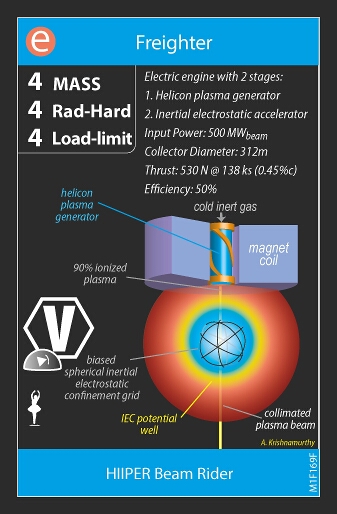 e
Freighter
4 MASS
4 Rad-Hard
4 Load-limit
Electric engine with 2 stages:
1. Helicon plasma generator
2. Inertial electrostatic accelerator
Input Power: 500 MWbeam
Collector Diameter: 312m
Thrust: 530 N @ 138 ks (0.45%c)
Efficiency: 50%
helicon
plasma
generator
cold inert gas
magnet
coil
90% ionized
plasma
V
biased
spherical inertial
electrostatic
confinement grid
IEC potential
well
collimated
plasma beam
A. Krishnamurthy
HIIPER Beam Rider
M1F169F